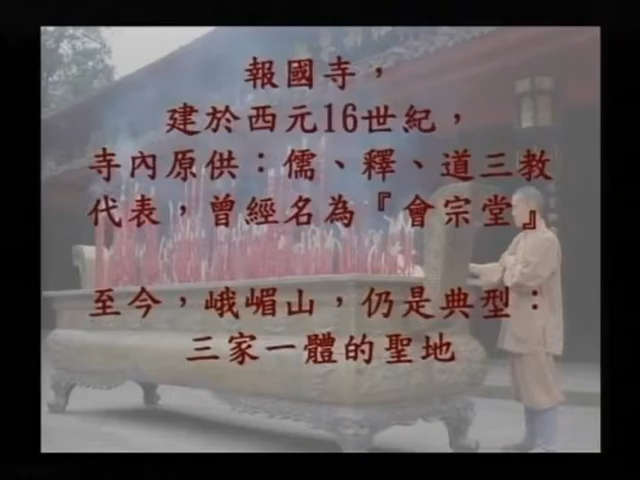 報國寺，
建於西元16世紀，
寺內原供：儒、釋、道三教
代表，曾經名為『會宗堂』
至今，峨嵋山，仍是典型：
三家一體的聖地